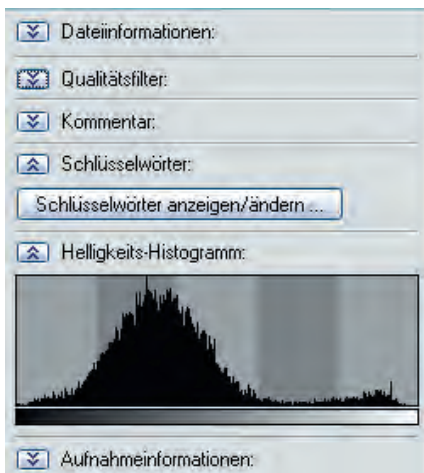 Dateiinformationen:
Qualitätsfilter:
Kommentar:
Schlüsselwörter:
Schlüsselwörter anzeigen/ändern ...
Helligkeits-Histogramm:
Aufnahmeinformationen: